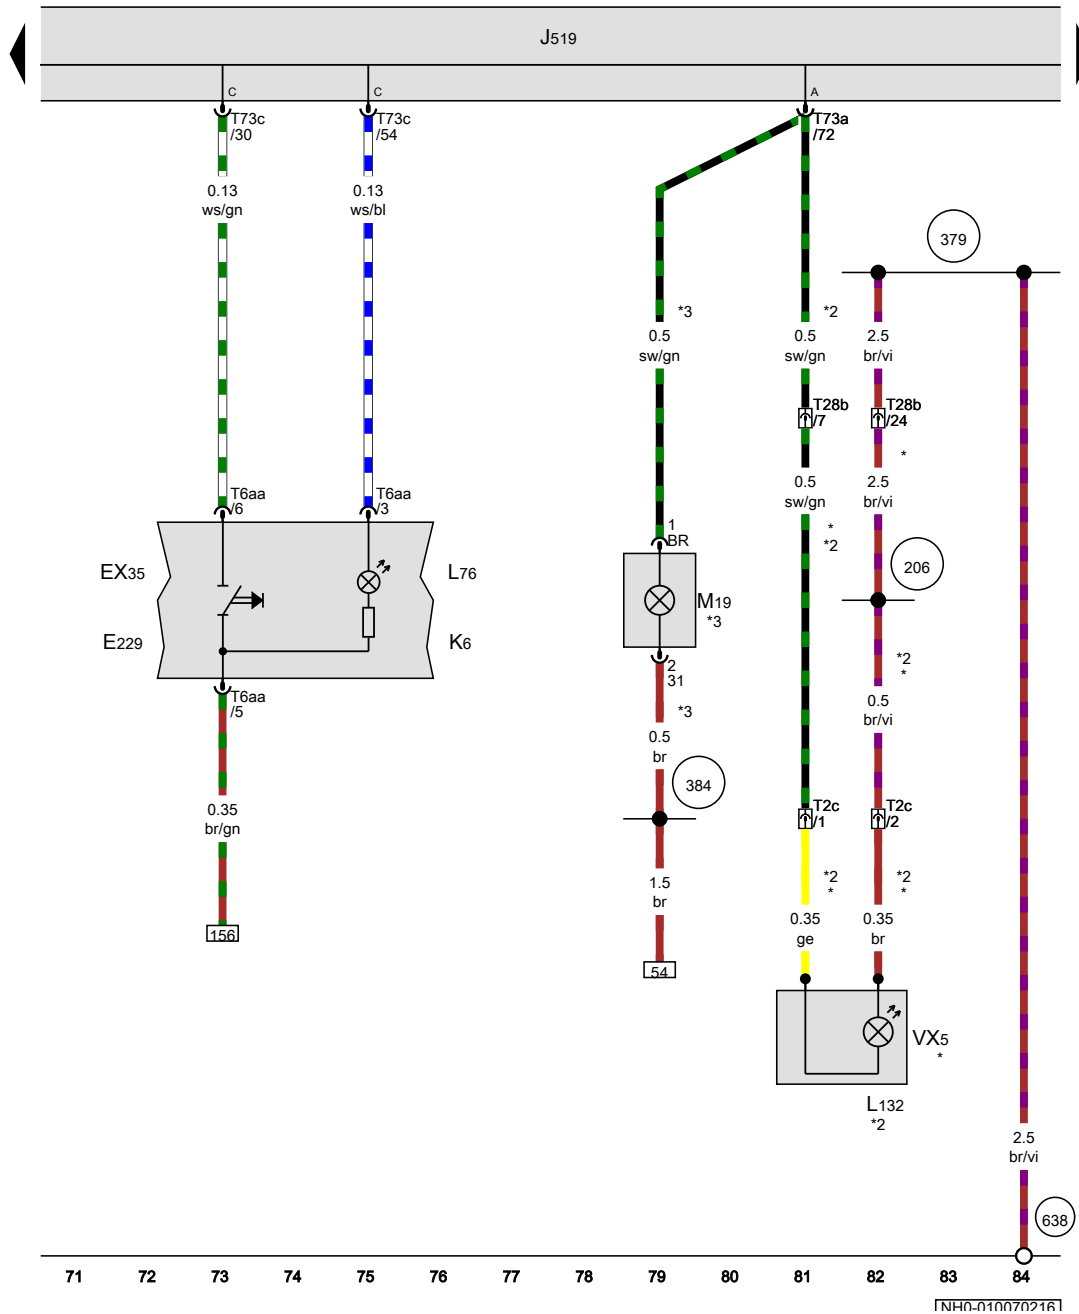 J519
C
C
A
T73c
/30
T73c
/54
T73a
/72
0.13
ws/gn
0.13
ws/bl
379
*3
*2
0.5
sw/gn
0.5
sw/gn
2.5
br/vi
T28b
/7
T28b
/24
*
T6aa
/6
T6aa
/3
0.5
sw/gn
2.5
br/vi
*
*2
1
BR
EX35
L76
206
E229
K6
M19
*3
*2
*
T6aa
/5
2
31
*3
0.5
br
0.5
br/vi
384
0.35
br/gn
T2c
/1
T2c
/2
1.5
br
*2
*
*2
*
0.35
ge
0.35
br
156
54
VX5
*
L132
*2
2.5
br/vi
638
71 72 73 74 75 76 77 78 79 80 81 82 83 84
NH0-010070216